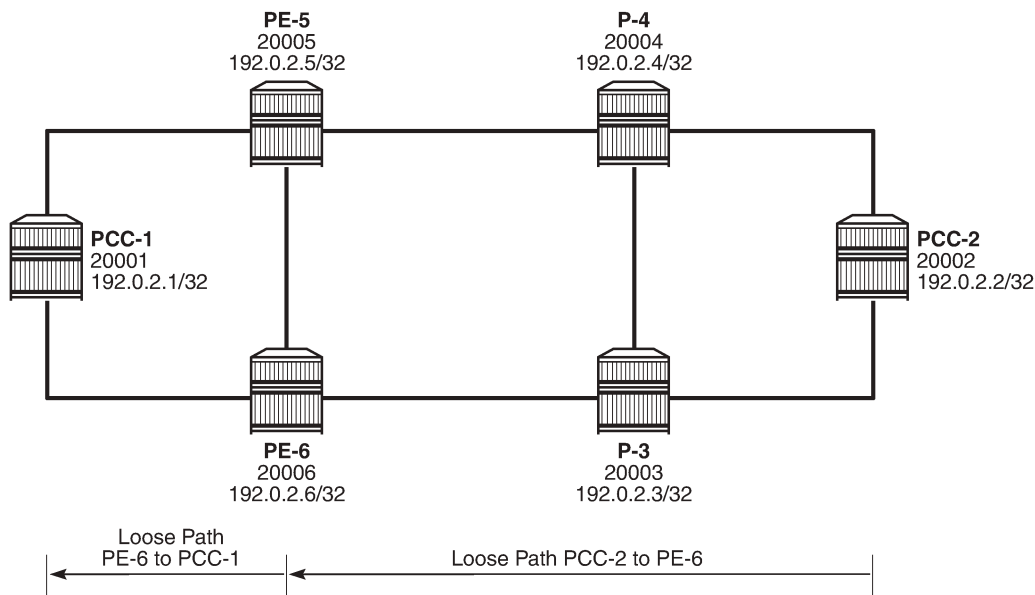 PE-5
20005
192.0.2.5/32
P-4
20004
192.0.2.4/32
PCC-1
20001
192.0.2.1/32
PCC-2
20002
192.0.2.2/32
PE-6
20006
192.0.2.6/32
P-3
20003
192.0.2.3/32
Loose Path
PE-6 to PCC-1
Loose Path PCC-2 to PE-6